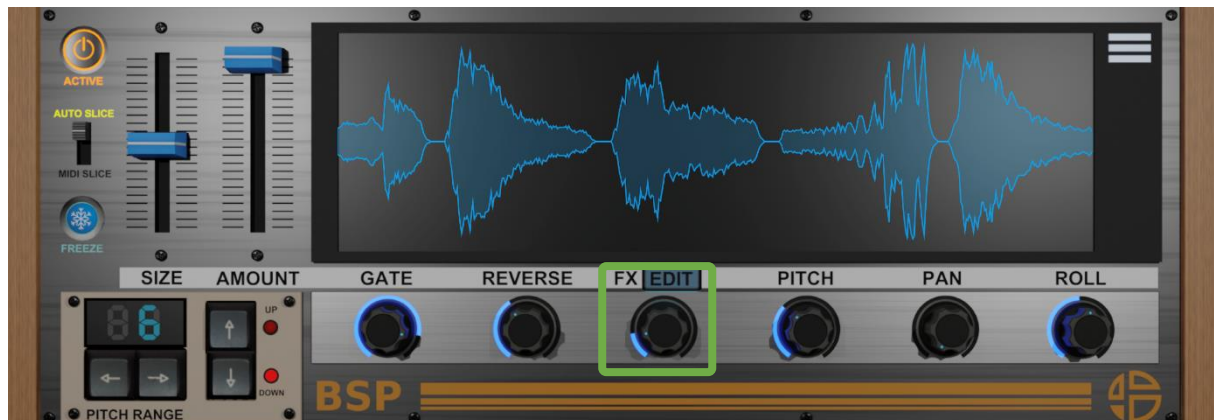 ACTIVE
AUTO SLICE
MIDI SLICE
FREEZE
SIZE AMOUNT GATE REVERSE FX EDIT PITCH PAN ROLL
6
UP
DOWN
PITCH RANGE
BSP